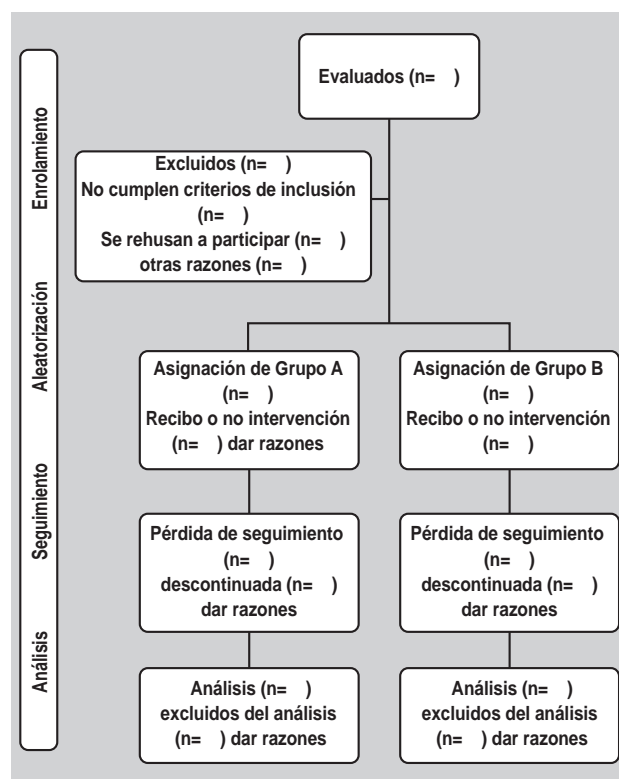 Evaluados (n=   )
Enrolamiento
Excluidos (n=   )
No cumplen criterios de inclusión
(n=   )
Se rehusan a participar (n=   )
otras razones (n=   )
Aleatorización
Asignación de Grupo A
(n=   )
Recibo o no intervención
(n=   ) dar razones
Asignación de Grupo B
(n=   )
Recibo o no intervención
(n=   )
Seguimiento
Pérdida de seguimiento
(n=   )
descontinuada (n=   )
dar razones
Pérdida de seguimiento
(n=   )
descontinuada (n=   )
dar razones
Análisis
Análisis (n=   )
excluidos del análisis
(n=   ) dar razones
Análisis (n=   )
excluidos del análisis
(n=   ) dar razones